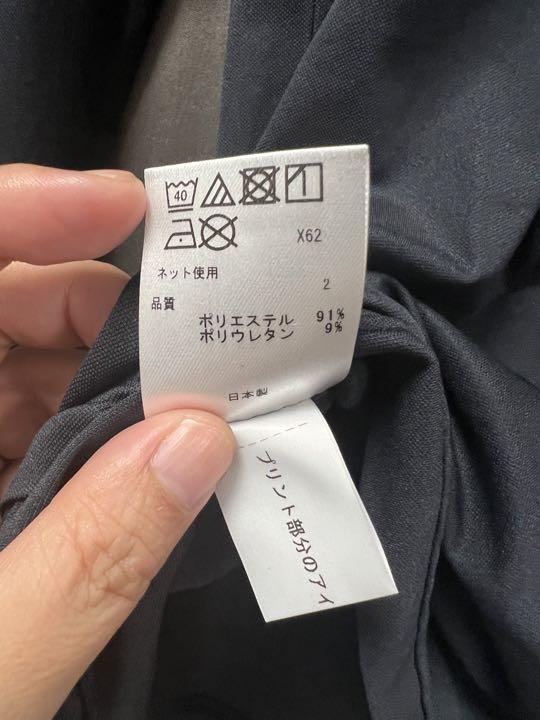 40
X62
ネット使用
2
品質
ポリエステル 91%
ポリウレタン 9%
日本製
プリント部分のアイ